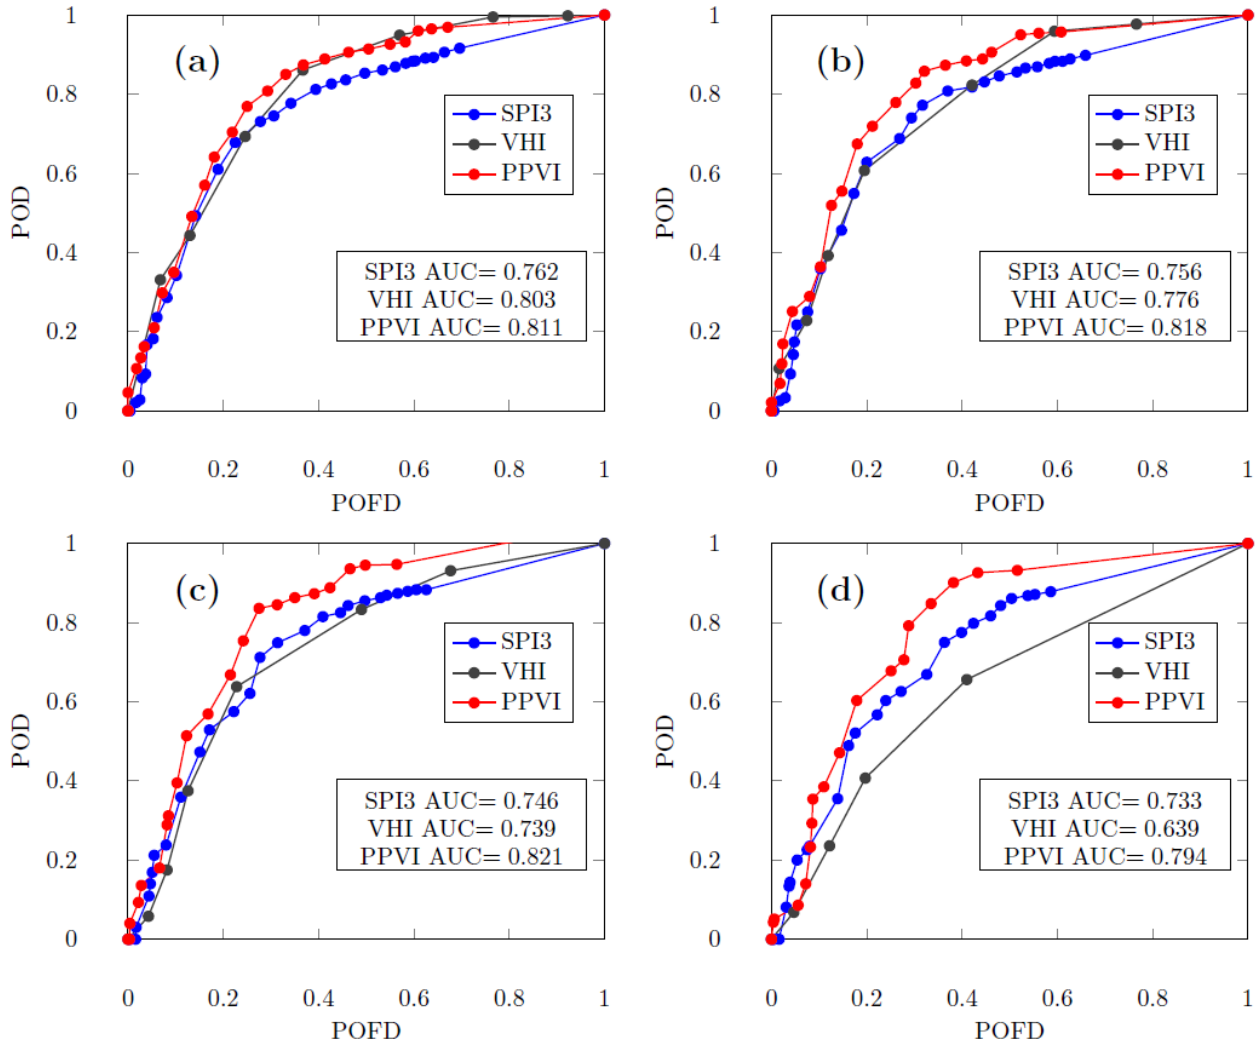 1
0.8
0.6
0.4
0.2
0
POD
(a)
SPI3
VHI
PPVI
SPI3 AUC= 0.762
VHI AUC= 0.803
PPVI AUC= 0.811
0 0.2 0.4 0.6 0.8 1
POFD
1
0.8
0.6
0.4
0.2
0
POD
(b)
SPI3
VHI
PPVI
SPI3 AUC= 0.756
VHI AUC= 0.776
PPVI AUC= 0.818
0 0.2 0.4 0.6 0.8 1
POFD
1
0.8
0.6
0.4
0.2
0
POD
(c)
SPI3
VHI
PPVI
SPI3 AUC= 0.746
VHI AUC= 0.739
PPVI AUC= 0.821
0 0.2 0.4 0.6 0.8 1
POFD
1
0.8
0.6
0.4
0.2
0
POD
(d)
SPI3
VHI
PPVI
SPI3 AUC= 0.733
VHI AUC= 0.639
PPVI AUC= 0.794
0 0.2 0.4 0.6 0.8 1
POFD